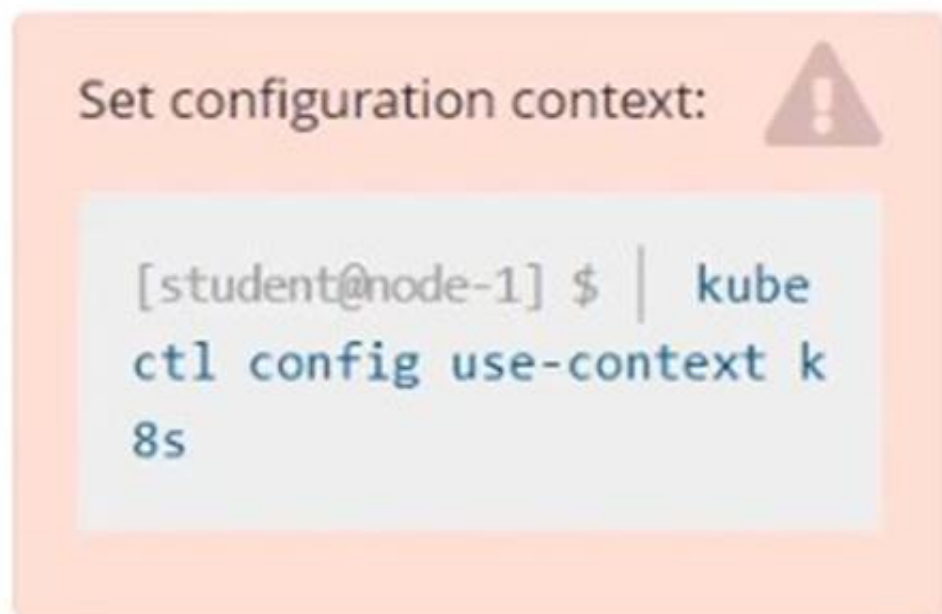 Set configuration context:
[student@node-1] $ | kube
ctl config use-context k
8s